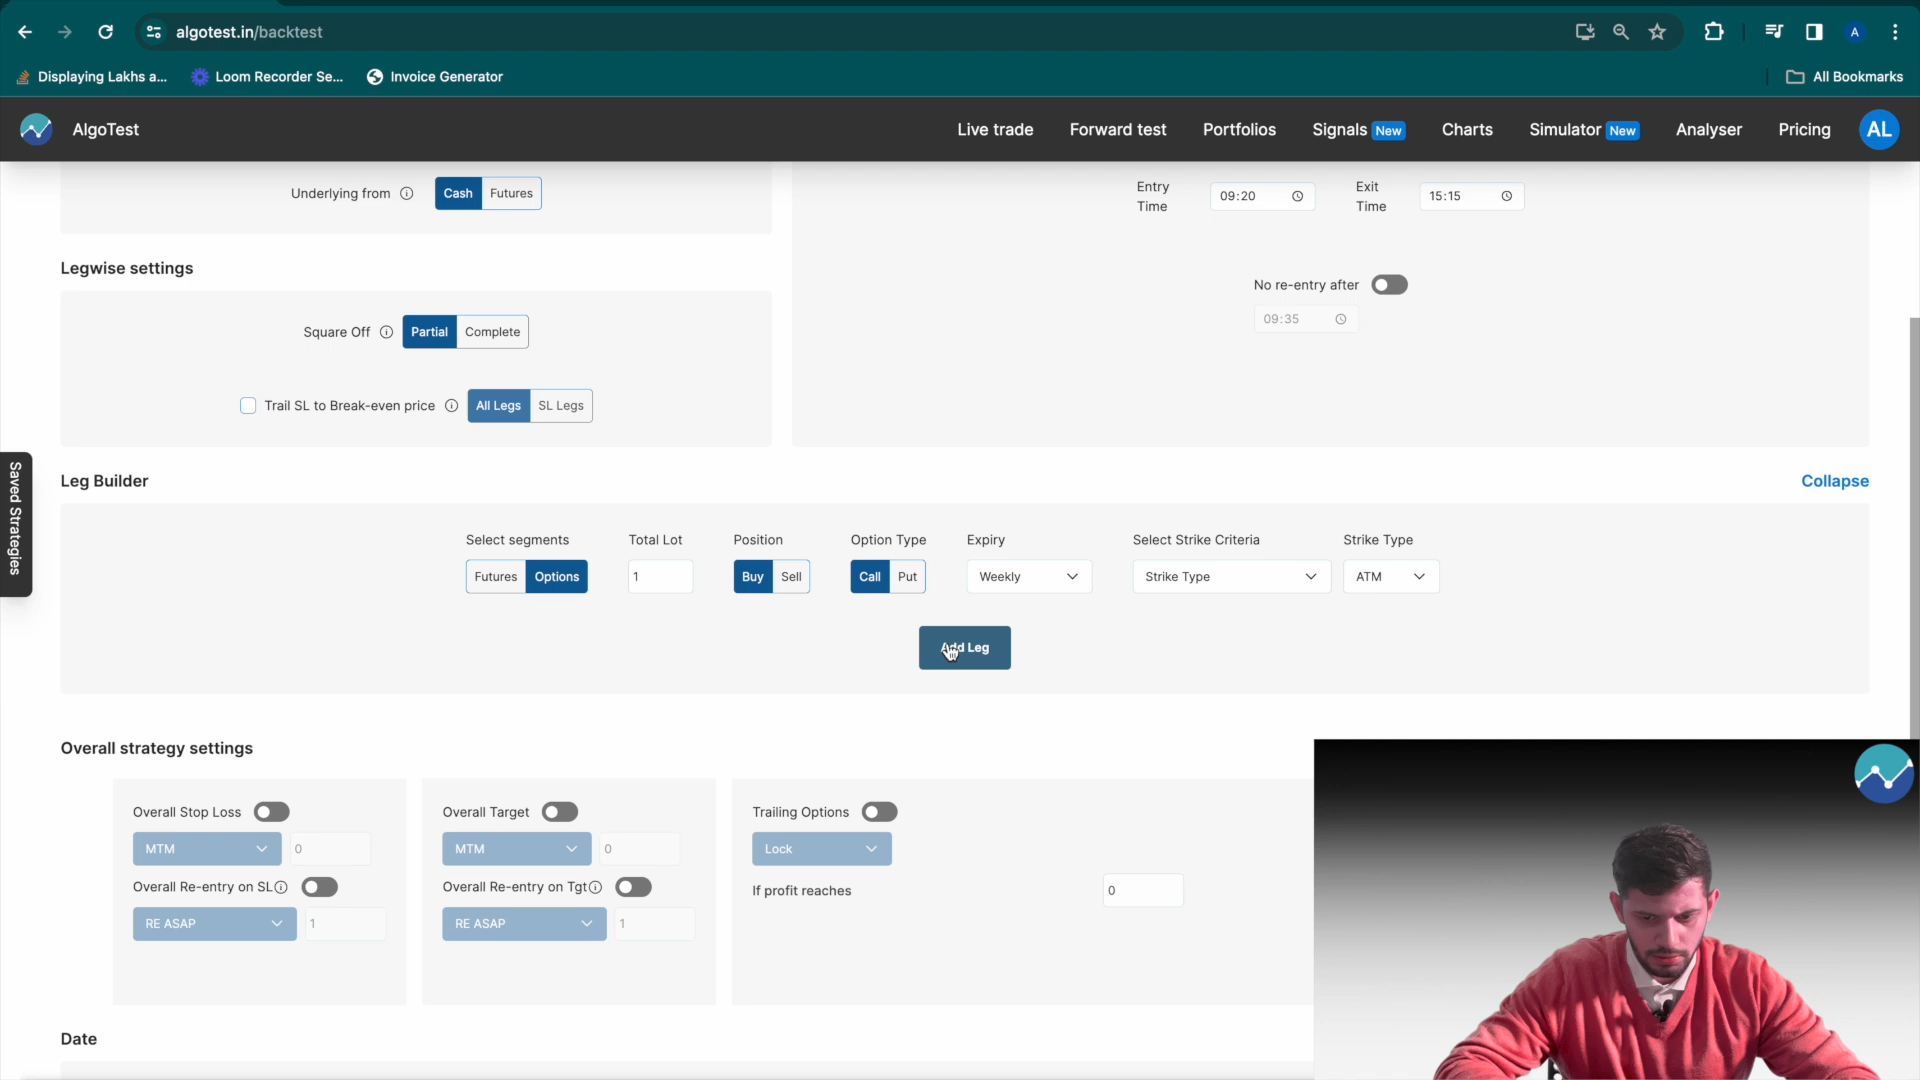 algotest.in/backtest
A
Displaying Lakhs a...
Loom Recorder Se...
Invoice Generator
All Bookmarks
AlgoTest
Live trade
Forward test
Portfolios
Signals New
Charts
Simulator New
Analyser
Pricing
AL
Underlying from
Cash Futures
Entry Time
09:20
Exit Time
15:15
Legwise settings
No re-entry after
09:35
Square Off
Partial Complete
Trail SL to Break-even price
All Legs SL Legs
Saved Strategies
Leg Builder
Collapse
Select segments Total Lot Position Option Type Expiry Select Strike Criteria Strike Type
Futures Options 1 Buy Sell Call Put Weekly Strike Type ATM
Add Leg
Overall strategy settings
Overall Stop Loss
MTM 0
Overall Re-entry on SL
RE ASAP 1
Overall Target
MTM 0
Overall Re-entry on Tgt
RE ASAP 1
Trailing Options
Lock
If profit reaches
0
Date